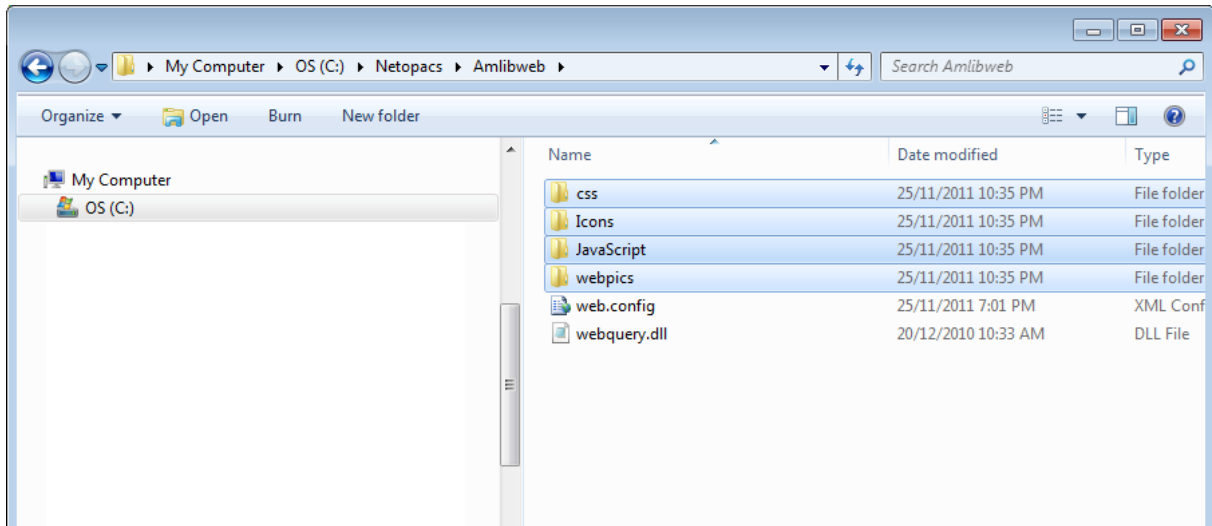 My Computer OS (C:) Netopacs Amlibweb Search Amlibweb
Organize Open Burn New folder
Name Date modified Type
My Computer
OS (C:)
css 25/11/2011 10:35 PM File folder
Icons 25/11/2011 10:35 PM File folder
JavaScript 25/11/2011 10:35 PM File folder
webpics 25/11/2011 10:35 PM File folder
web.config 25/11/2011 7:01 PM XML Conf
webquery.dll 20/12/2010 10:33 AM DLL File